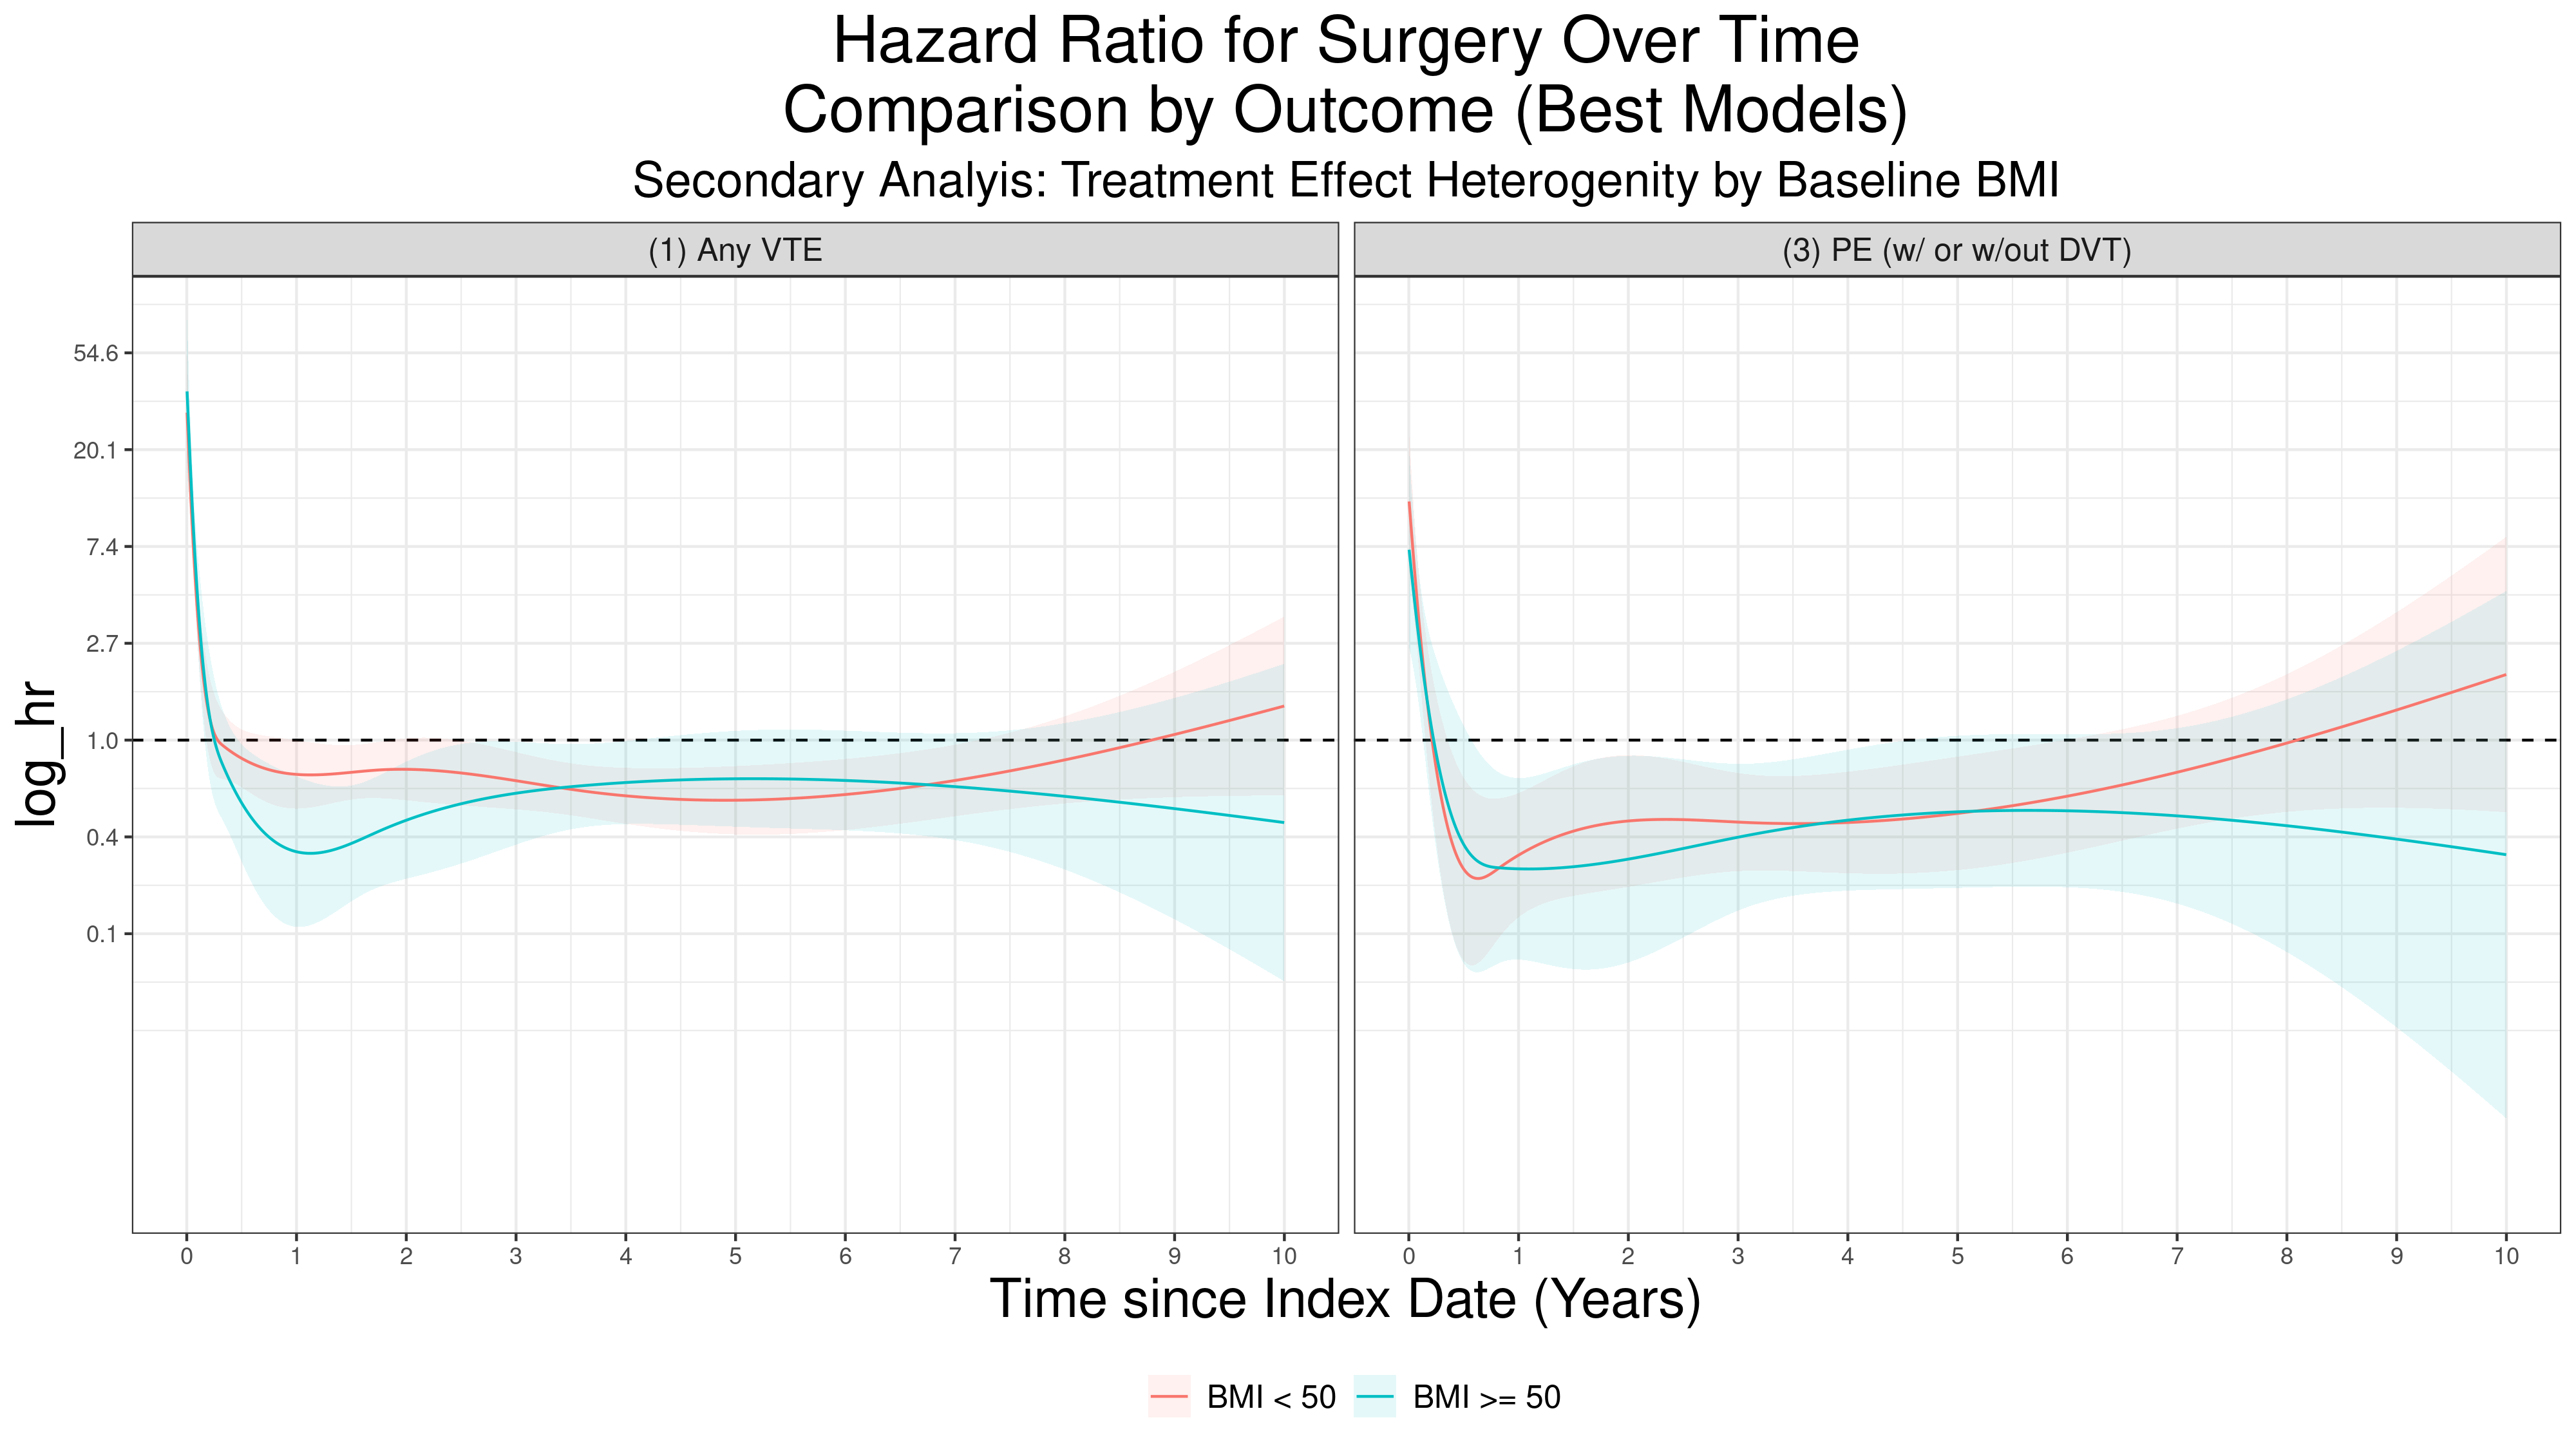 Hazard Ratio for Surgery Over Time
Comparison by Outcome (Best Models)
Secondary Analyis: Treatment Effect Heterogenity by Baseline BMI
(1) Any VTE
(3) PE (w/ or w/out DVT)
log_hr
54.6
20.1
7.4
2.7
1.0
0.4
0.1
0 1 2 3 4 5 6 7 8 9 10
0 1 2 3 4 5 6 7 8 9 10
Time since Index Date (Years)
BMI < 50
BMI >= 50